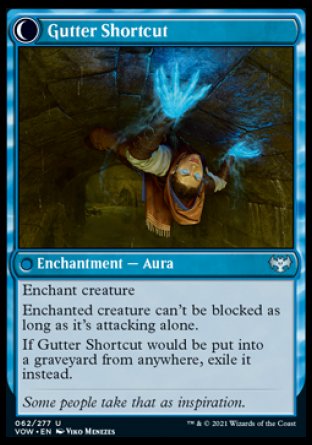 Gutter Shortcut
Enchantment — Aura
Enchant creature
Enchanted creature can't be blocked as
long as it's attacking alone.
If Gutter Shortcut would be put into
a graveyard from anywhere, exile it
instead.
Some people take that as inspiration.
062/277 U
VOW • EN Viko Menezes
™ & © 2021 Wizards of the Coast